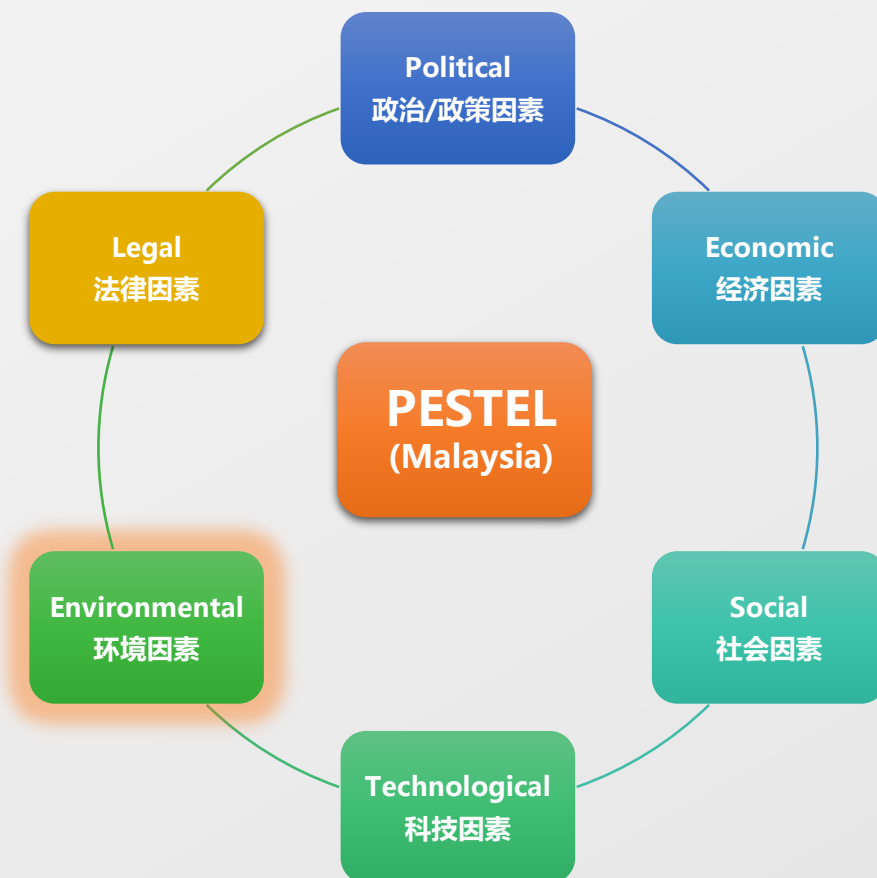 Political
政治/政策因素
Legal
法律因素
Economic
经济因素
PESTEL
(Malaysia)
Environmental
环境因素
Social
社会因素
Technological
科技因素